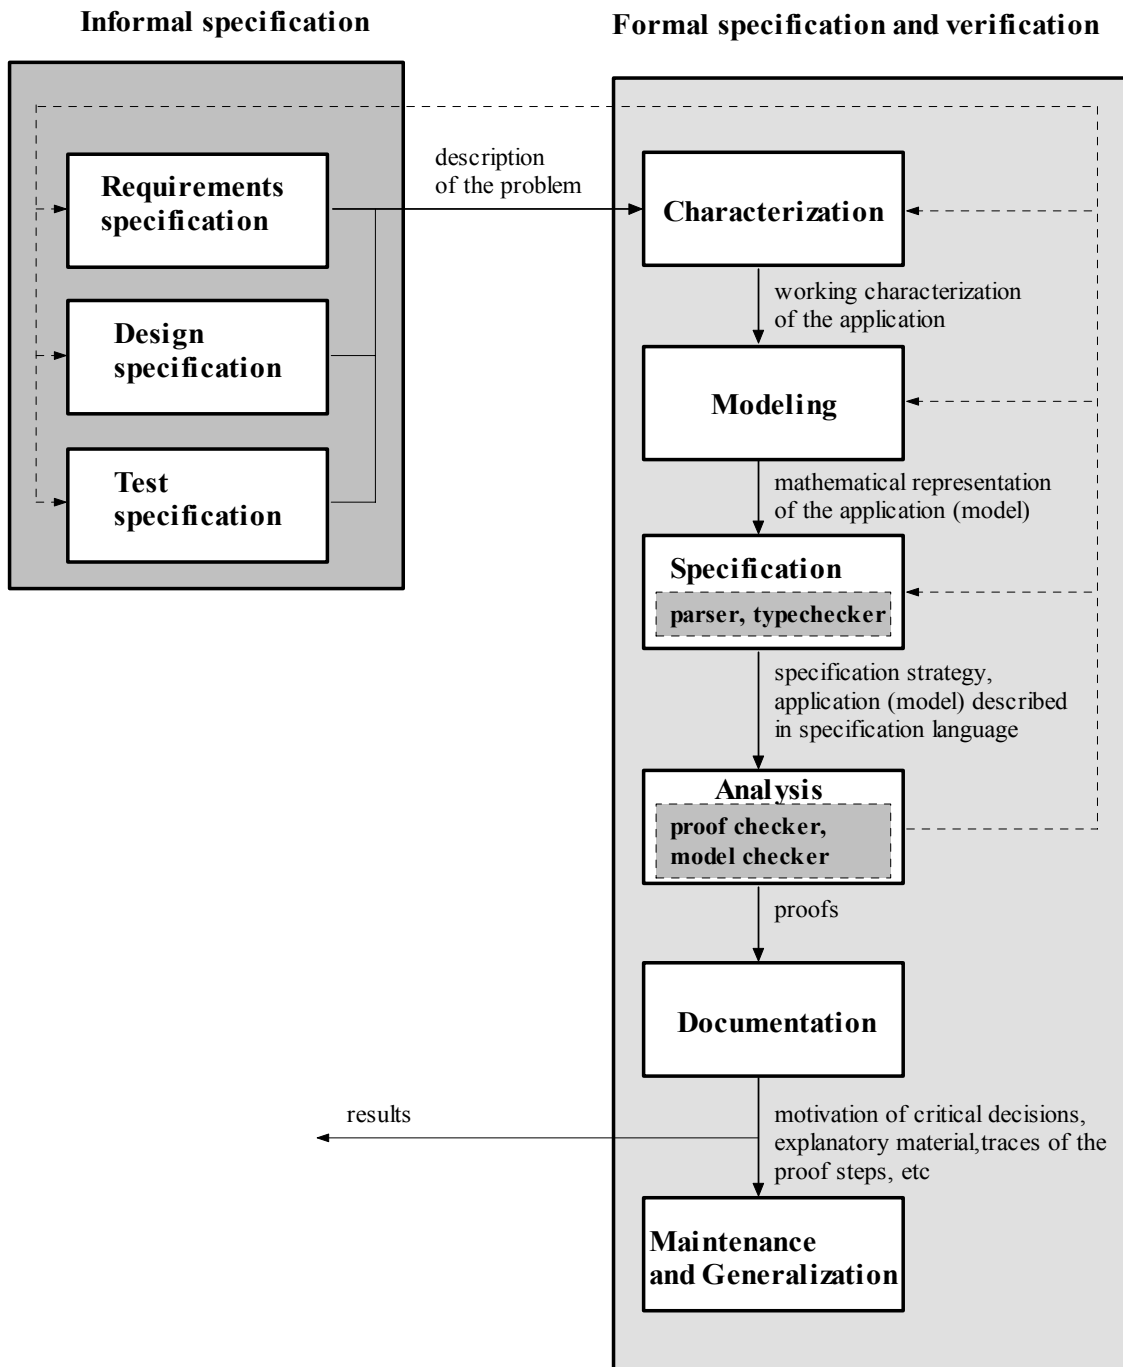 Informal specification
Formal specification and verification
Requirements
specification
Design
specification
Test
specification
description
of the problem
Characterization
working characterization
of the application
Modeling
mathematical representation
of the application (model)
Specification
parser, typechecker
specification strategy,
application (model) described
in specification language
Analysis
proof checker,
model checker
proofs
Documentation
results
motivation of critical decisions,
explanatory material,traces of the
proof steps, etc
Maintenance
and Generalization